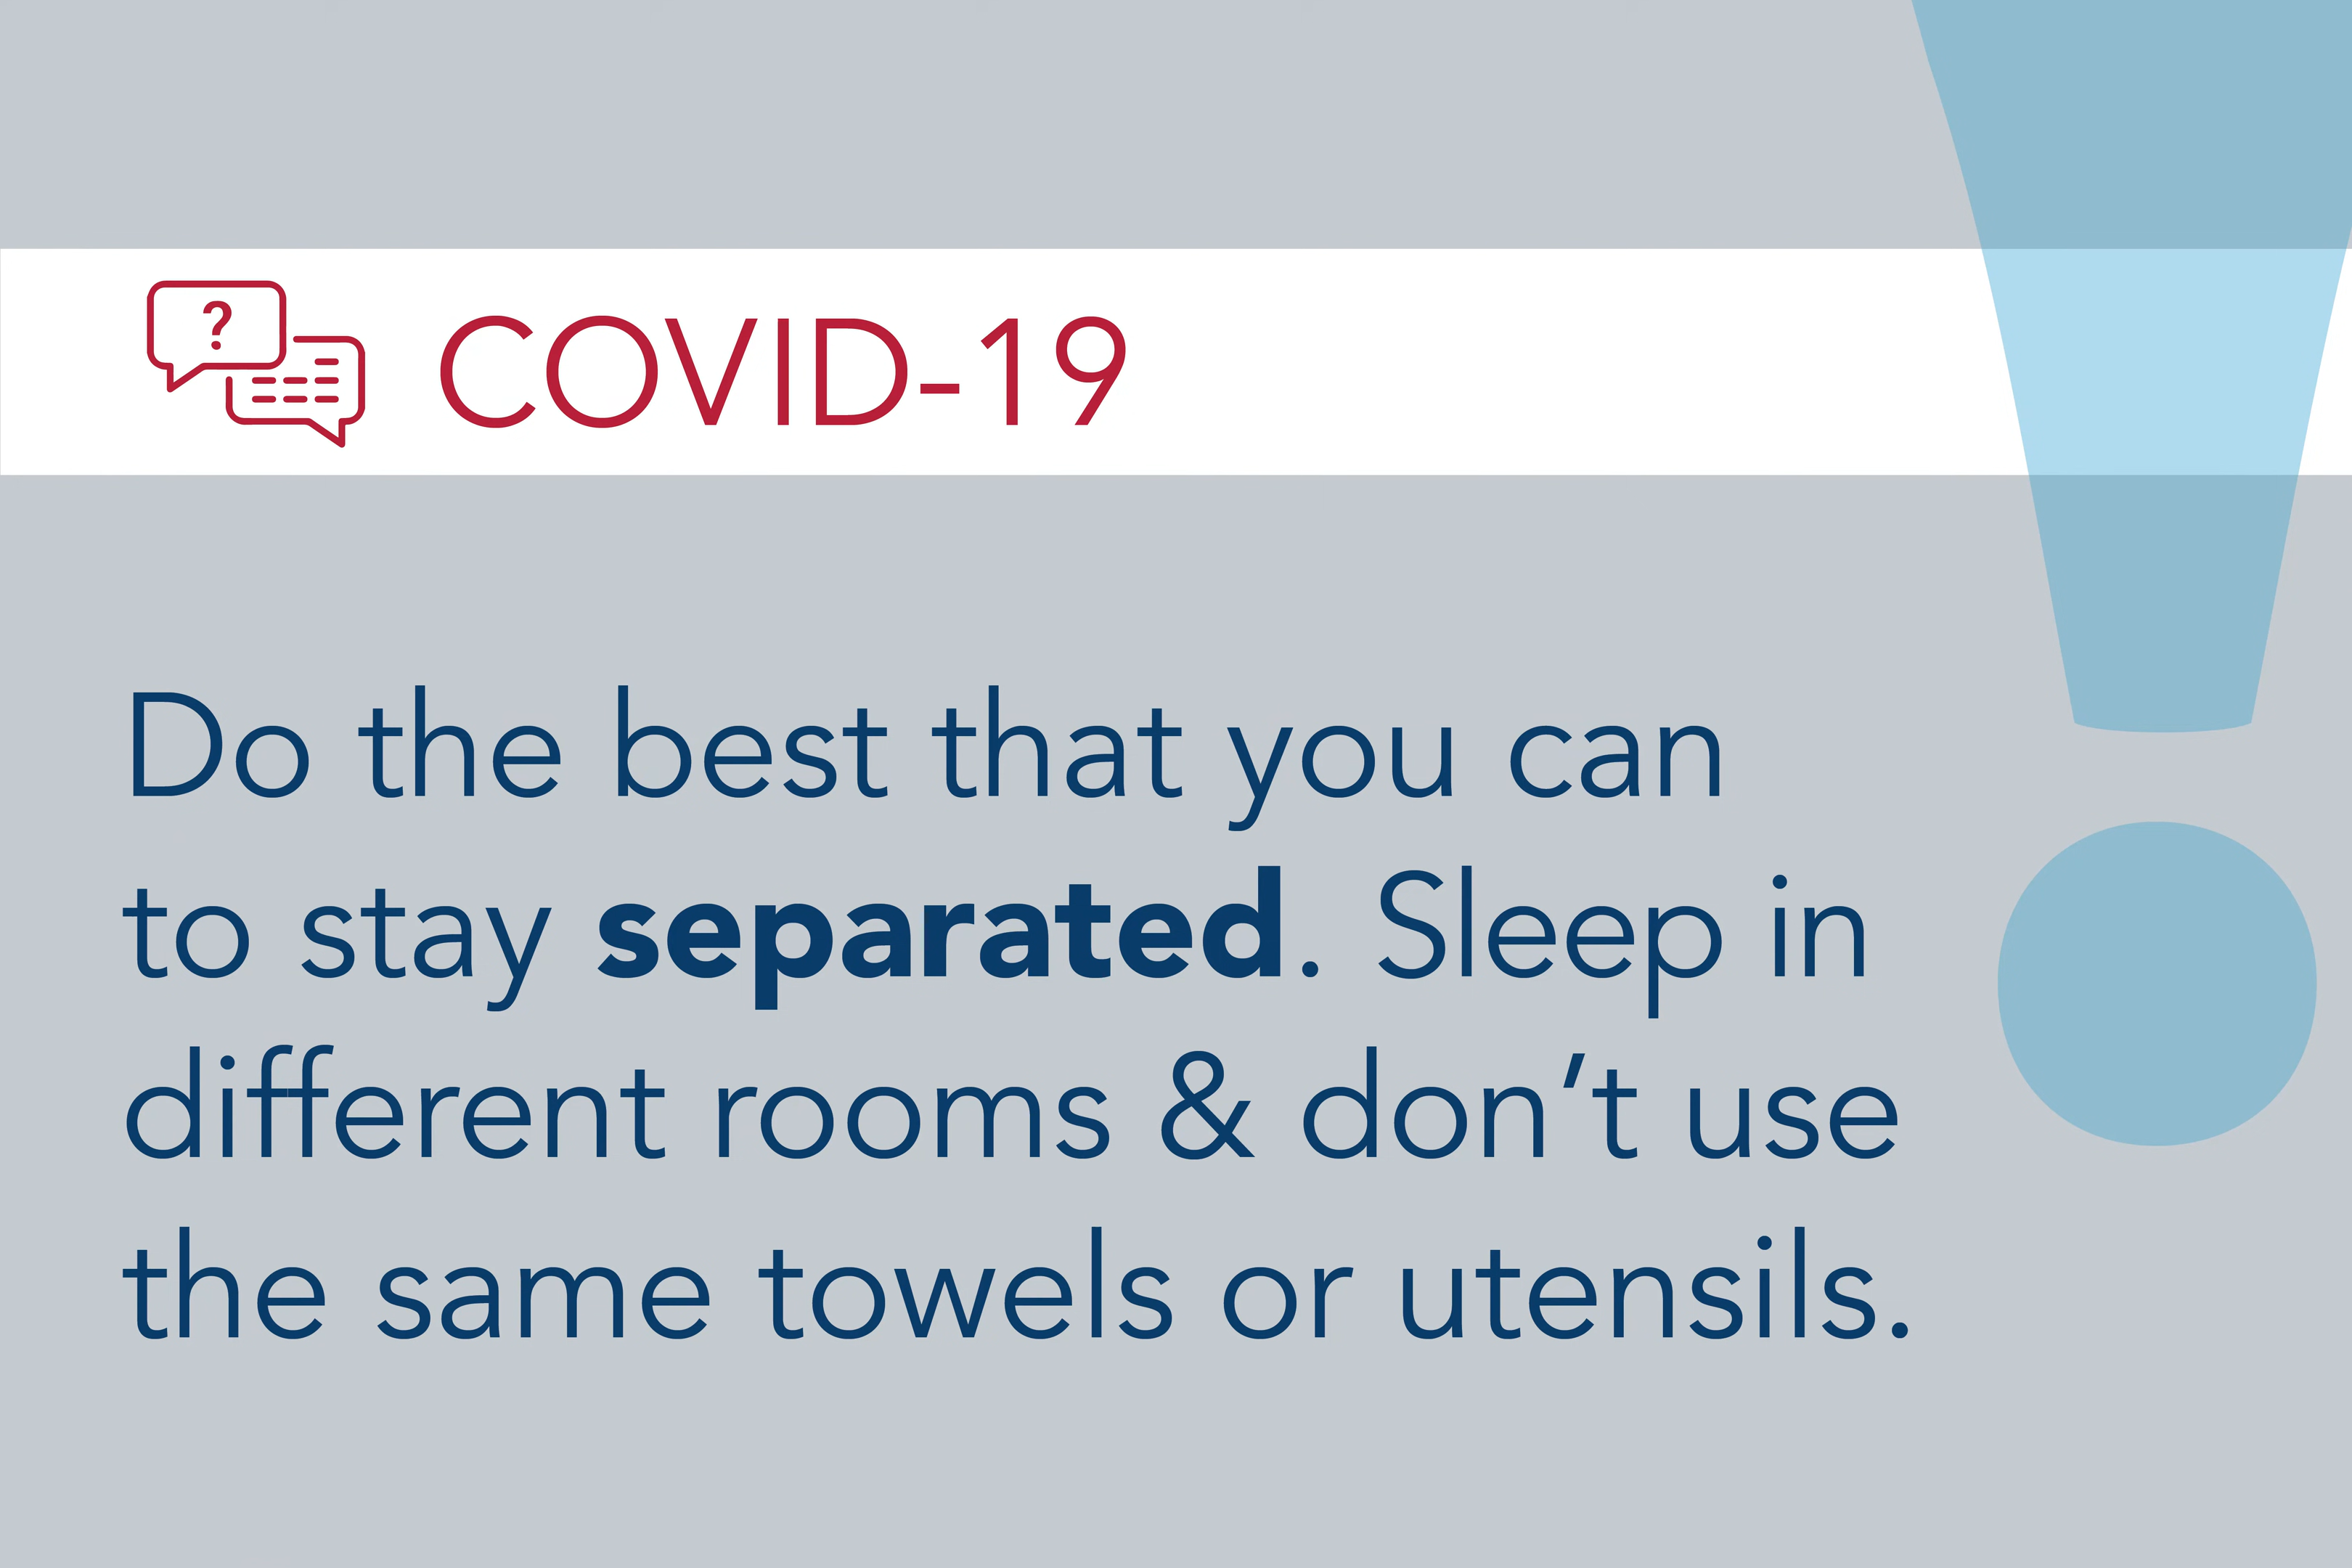 ?
COVID-19
Do the best that you can
to stay separated. Sleep in
different rooms & don't use
the same towels or utensils.
!